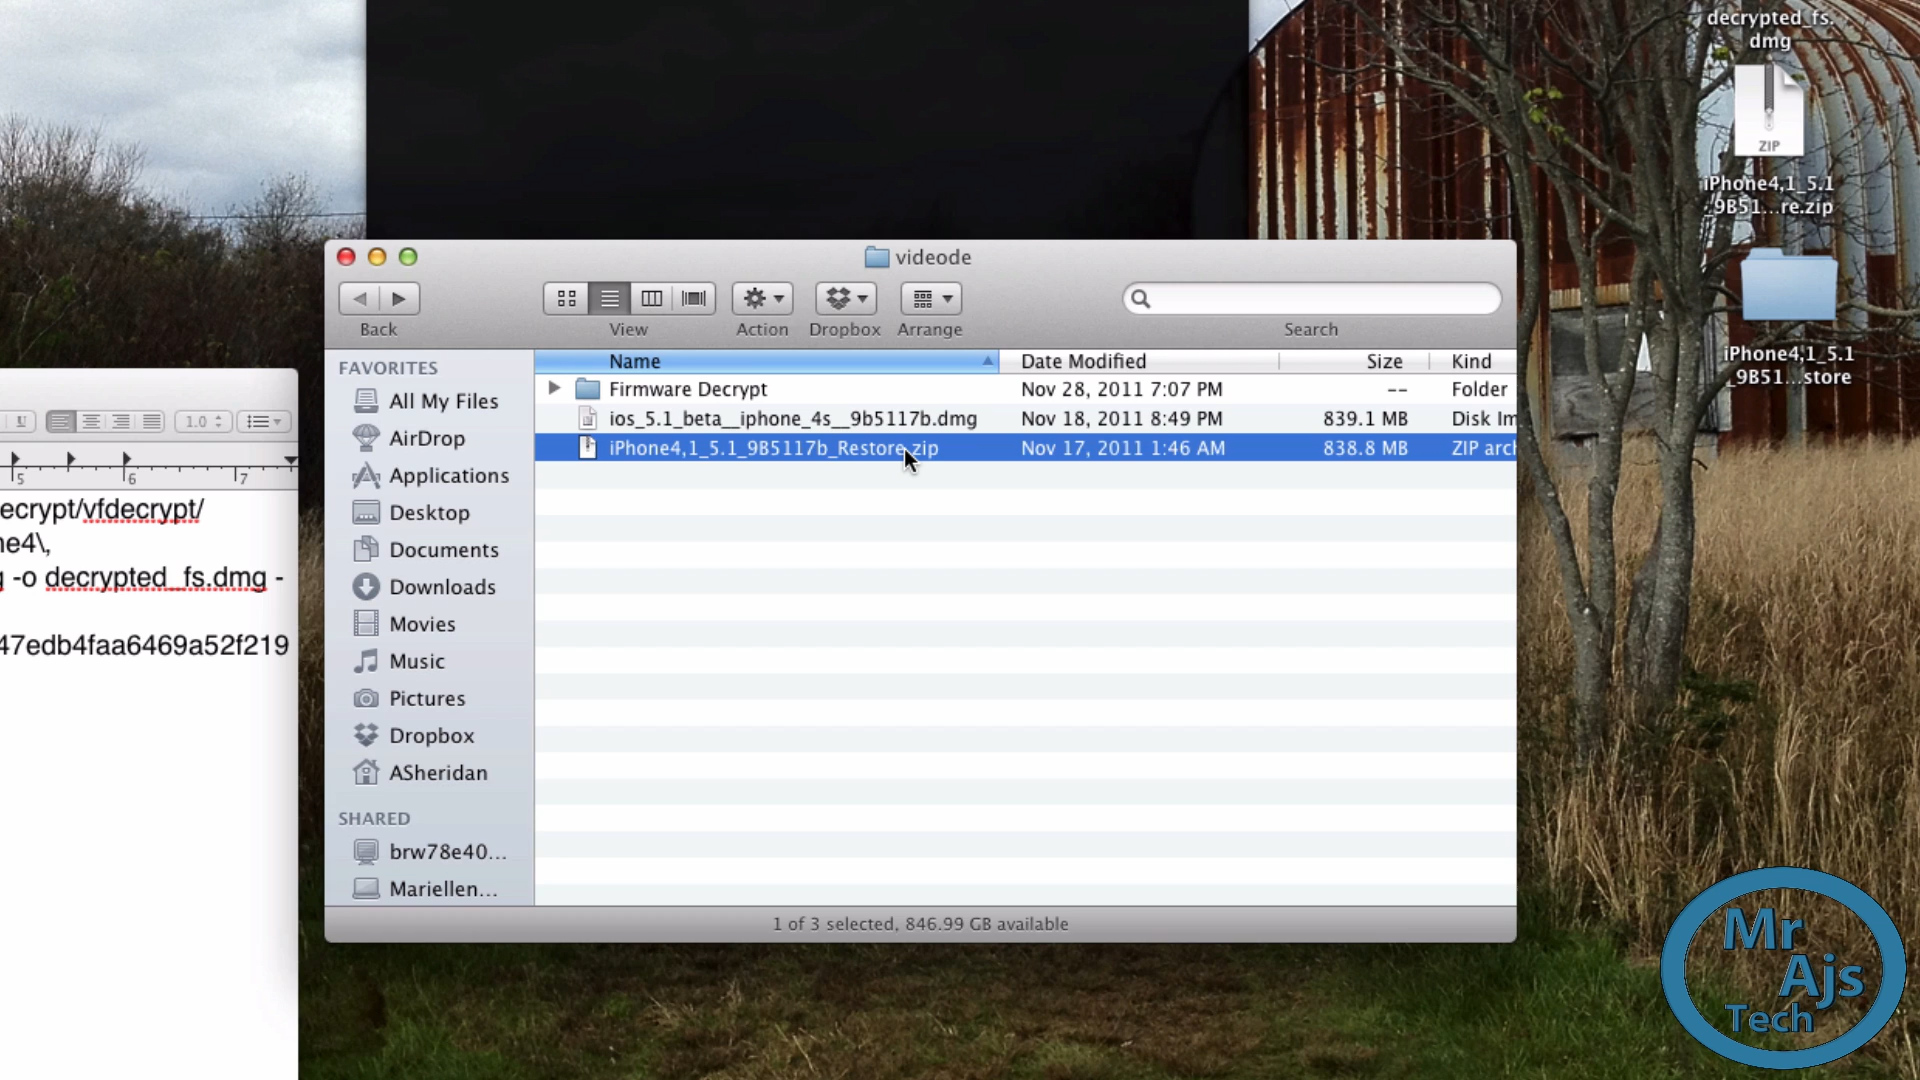 decrypted_fs.
dmg
ZIP
iPhone4,1_5.1
_9B51...re.zip
iPhone4,1_5.1
_9B51...store
videode
Back
View
Action
Dropbox
Arrange
Search
Name Date Modified Size Kind
Firmware Decrypt Nov 28, 2011 7:07 PM -- Folder
ios_5.1_beta__iphone_4s__9b5117b.dmg Nov 18, 2011 8:49 PM 839.1 MB Disk Im
iPhone4,1_5.1_9B5117b_Restore.zip Nov 17, 2011 1:46 AM 838.8 MB ZIP arch
FAVORITES
All My Files
AirDrop
Applications
Desktop
Documents
Downloads
Movies
Music
Pictures
Dropbox
ASheridan
SHARED
brw78e40...
Mariellen...
1 of 3 selected, 846.99 GB available
U 1.0
5 6 7
ecrypt/vfdecrypt/
ne4\,
-o decrypted_fs.dmg -
47edb4faa6469a52f219
Mr
Ajs
Tech